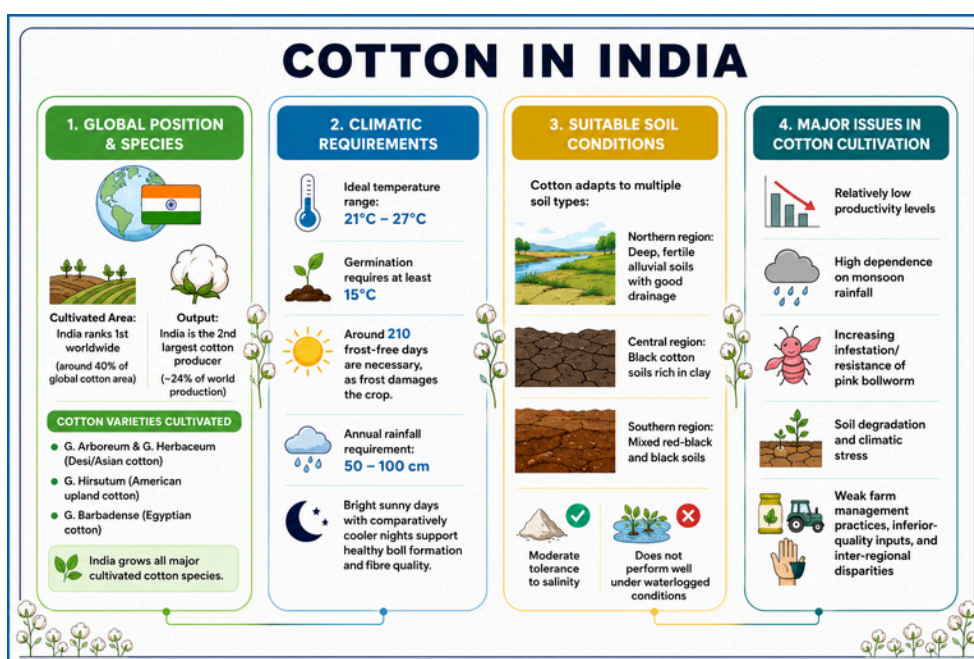 COTTON IN INDIA
1. GLOBAL POSITION
& SPECIES
Cultivated Area:
India ranks 1st
worldwide
(around 40% of
global cotton area)
Output:
India is the 2nd
largest cotton
producer
(~24% of world
production)
COTTON VARIETIES CULTIVATED
G. Arboreum & G. Herbaceum
(Desi/Asian cotton)
G. Hirsutum (American
upland cotton)
G. Barbadense (Egyptian
cotton)
India grows all major
cultivated cotton species.
2. CLIMATIC
REQUIREMENTS
Ideal temperature
range:
21°C – 27°C
Germination
requires at least
15°C
Around 210
frost-free days
are necessary,
as frost damages
the crop.
Annual rainfall
requirement:
50 – 100 cm
Bright sunny days
with comparatively
cooler nights support
healthy boll formation
and fibre quality.
3. SUITABLE SOIL
CONDITIONS
Cotton adapts to multiple
soil types:
Northern region:
Deep, fertile
alluvial soils
with good
drainage
Central region:
Black cotton
soils rich in clay
Southern region:
Mixed red-black
and black soils
Moderate
tolerance
to salinity
Does not
perform well
under waterlogged
conditions
4. MAJOR ISSUES IN
COTTON CULTIVATION
Relatively low
productivity levels
High dependence
on monsoon
rainfall
Increasing
infestation/
resistance of
pink bollworm
Soil degradation
and climatic
stress
Weak farm
management
practices, inferior-
quality inputs, and
inter-regional
disparities